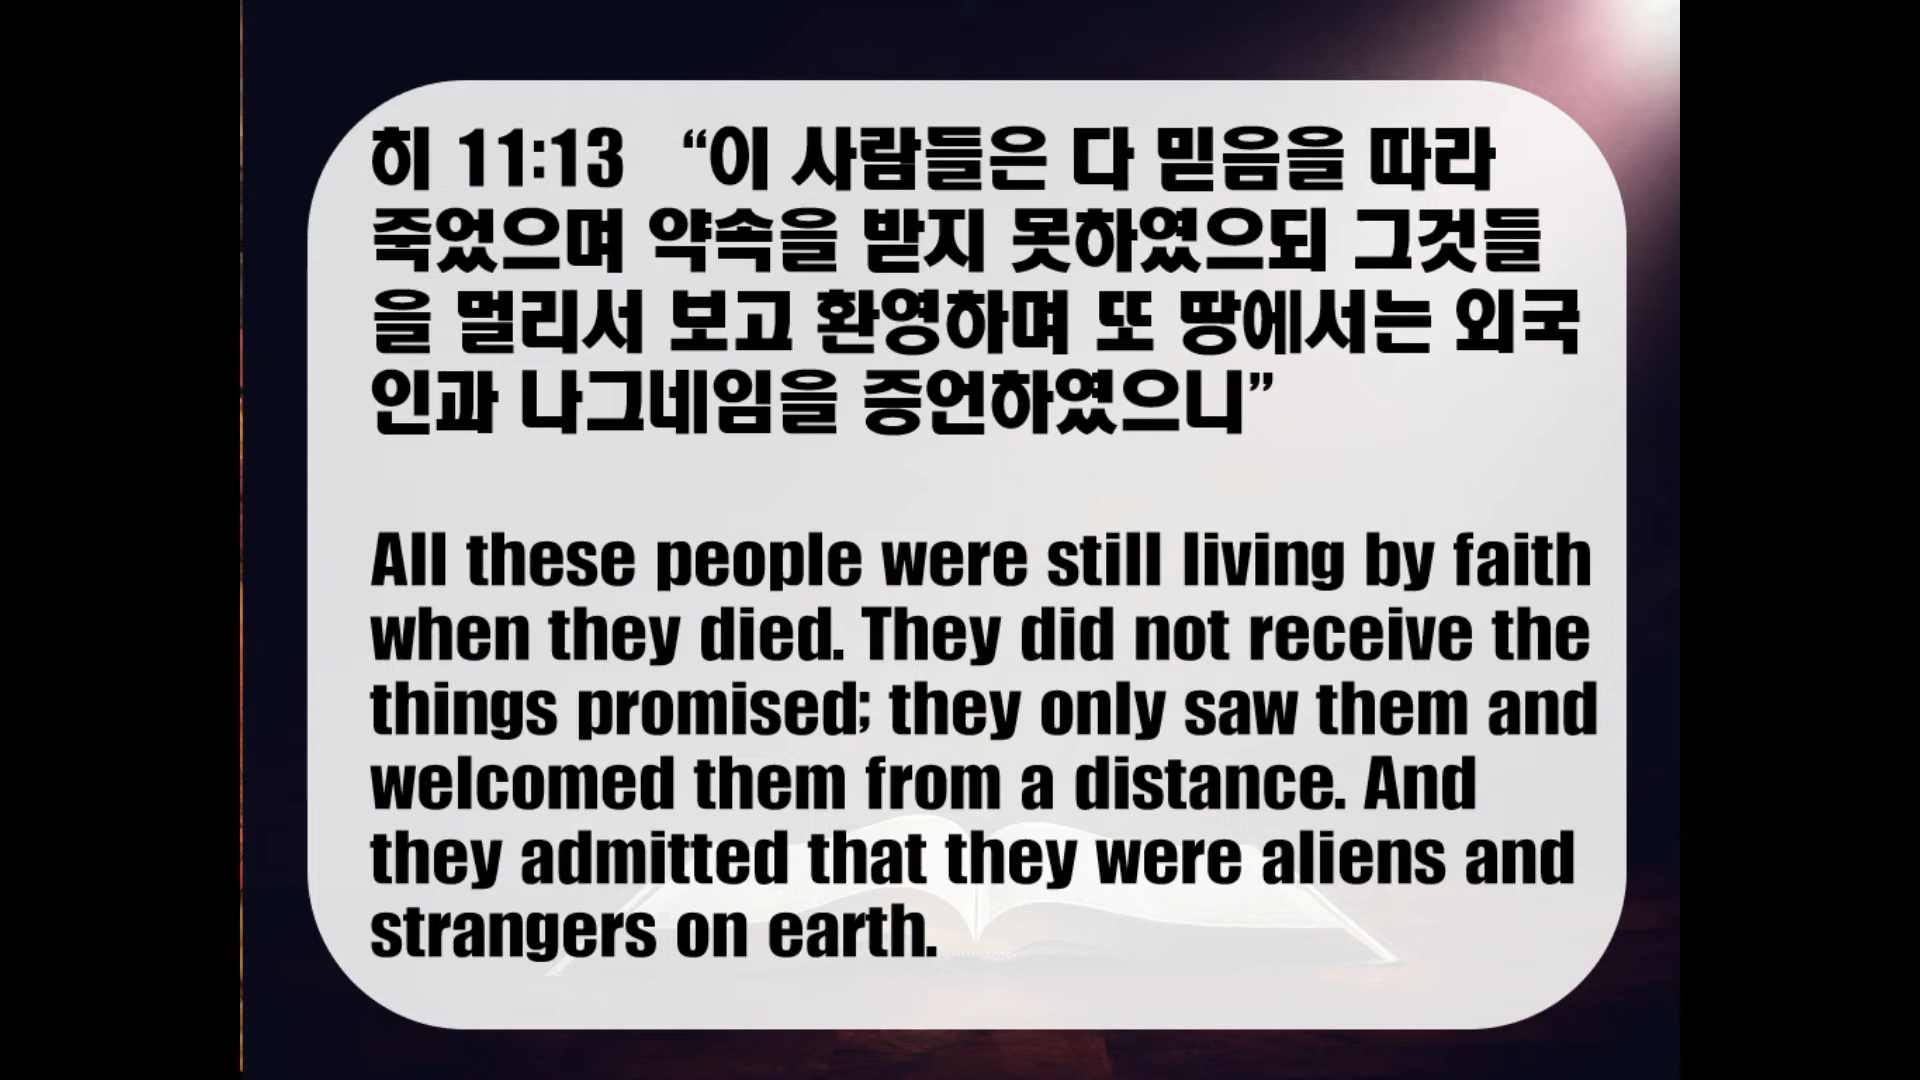 히 11:13 “이 사람들은 다 믿음을 따라
죽었으며 약속을 받지 못하였으되 그것들
을 멀리서 보고 환영하며 또 땅에서는 외국
인과 나그네임을 증언하였으니”
All these people were still living by faith
when they died. They did not receive the
things promised; they only saw them and
welcomed them from a distance. And
they admitted that they were aliens and
strangers on earth.